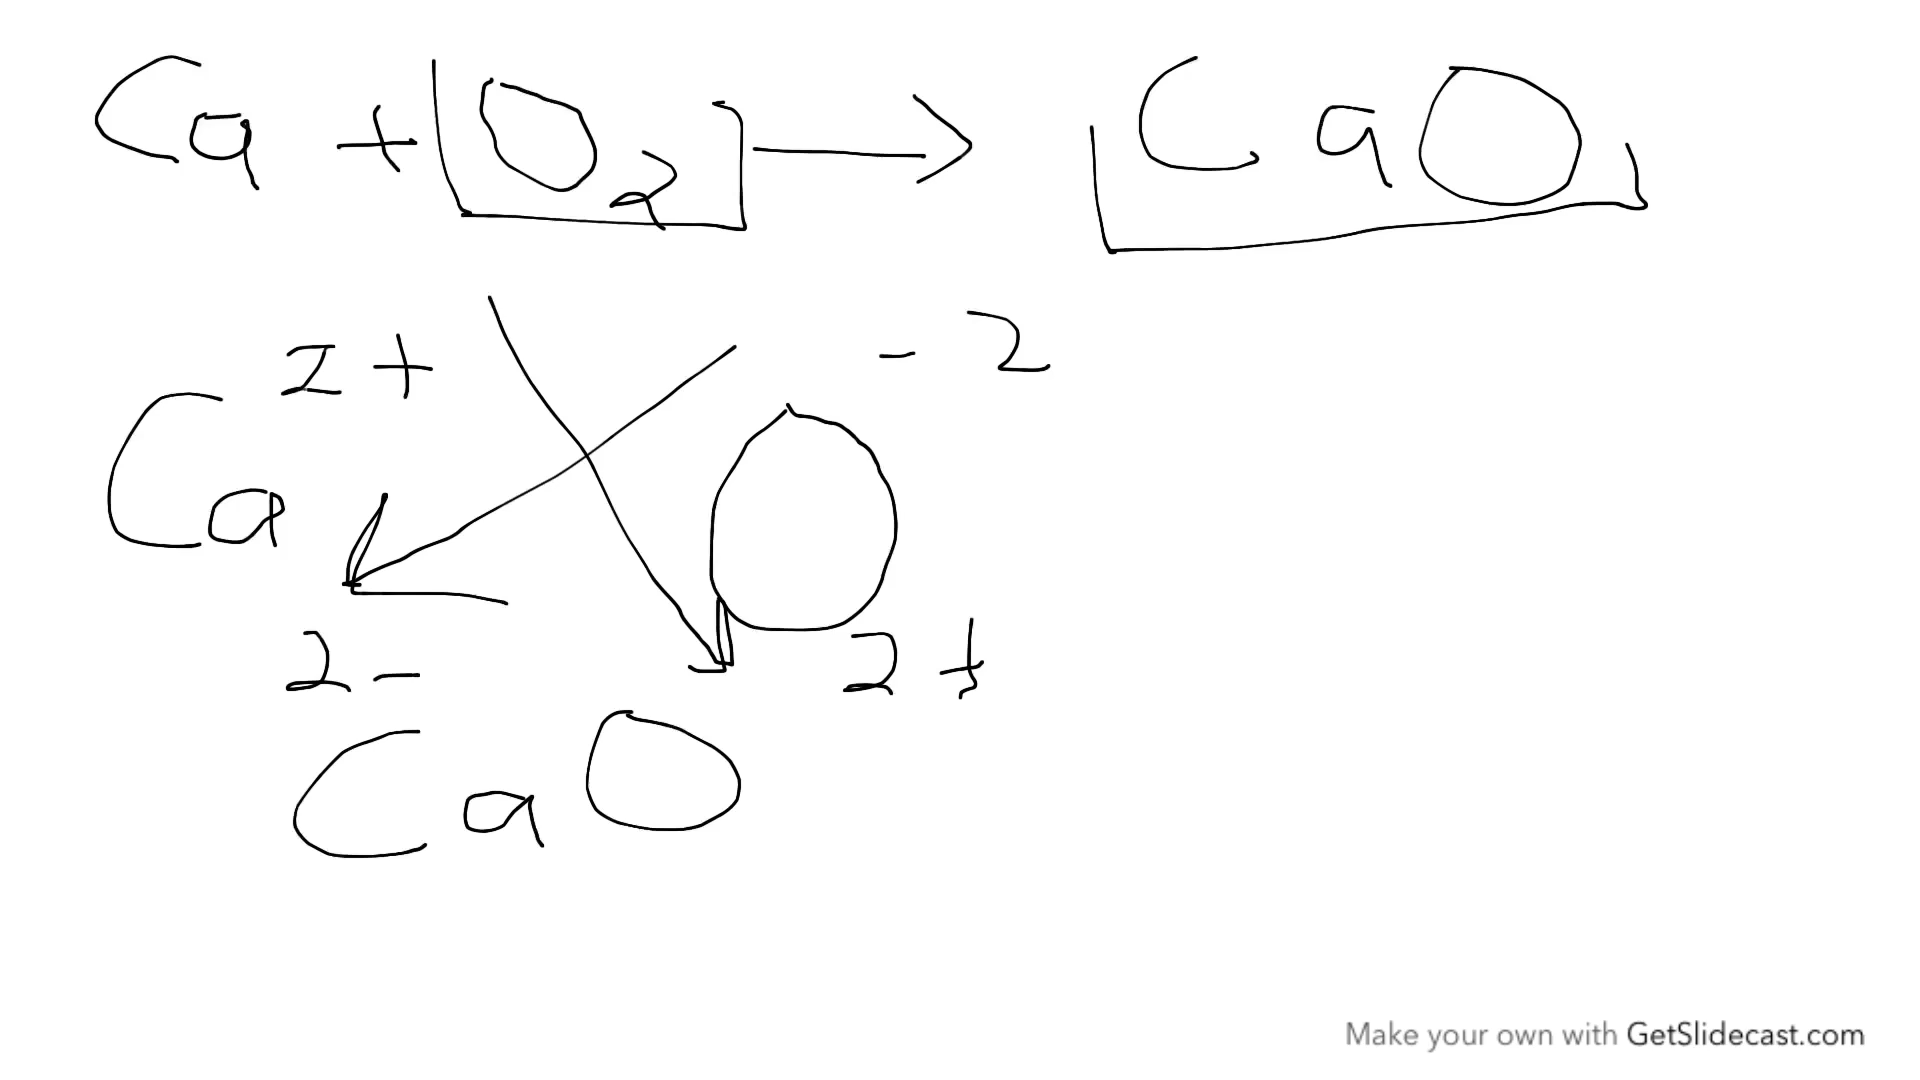 Ca + O₂ → CaO
Ca 2+ O -2
2- 2+
CaO
Make your own with GetSlidecast.com